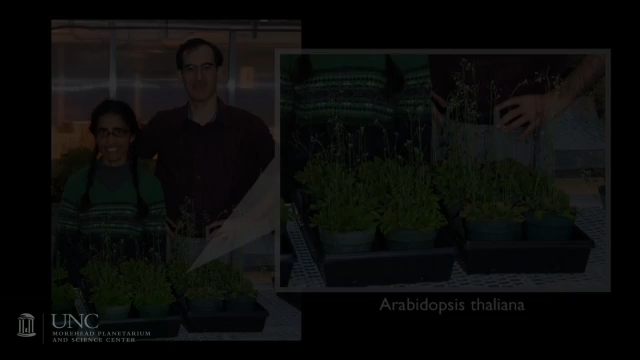 Arabidopsis thaliana
UNC
MOREHEAD PLANETARIUM
AND SCIENCE CENTER